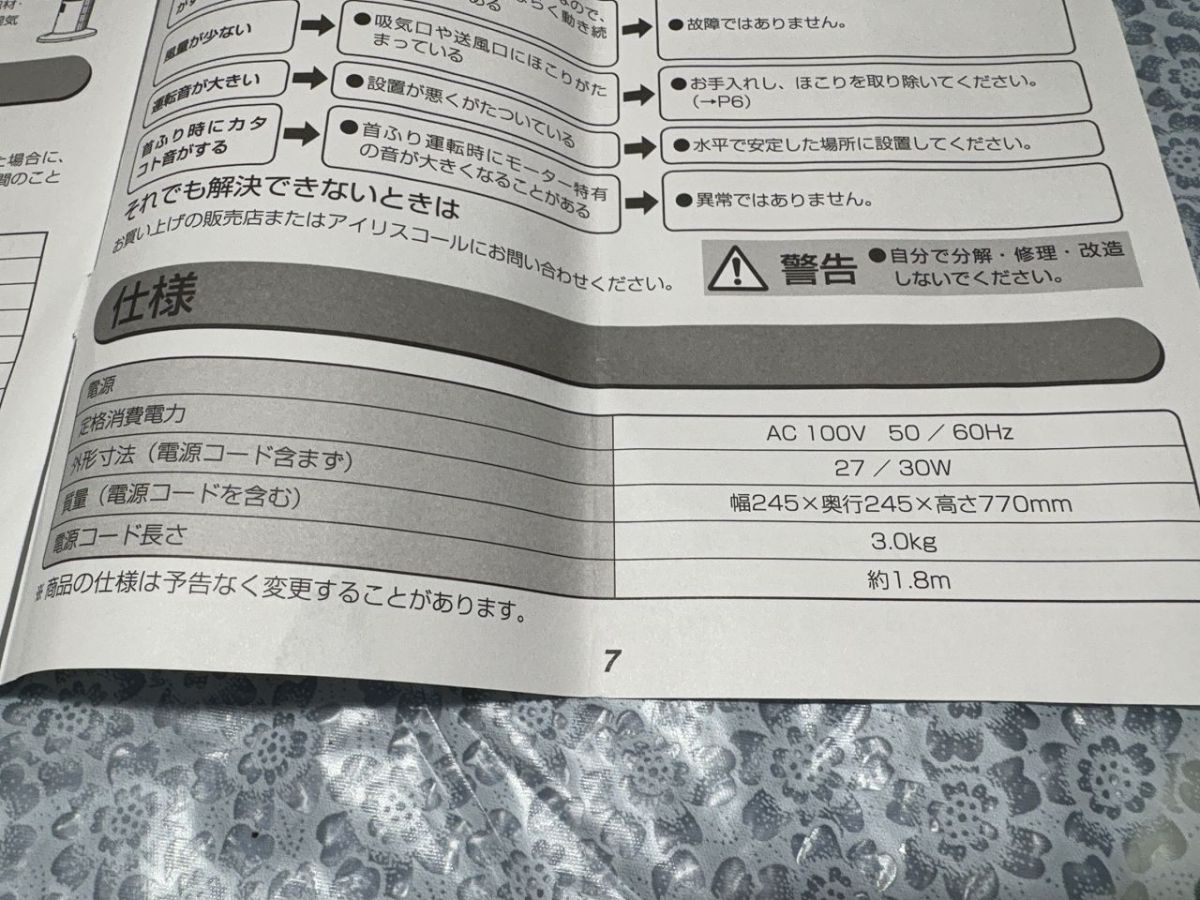 風量が少ない
●吸気口や送風口にほこりがた
まっている
●故障ではありません。
運転音が大きい
●設置が悪くがたついている
●お手入れし、ほこりを取り除いてください。
(→P6)
首ふり時にカタ
コト音がする
●首ふり運転時にモーター特有
の音が大きくなることがある
●水平で安定した場所に設置してください。
●異常ではありません。
それでも解決できないときは
お買い上げの販売店またはアイリスコールにお問い合わせください。
警告
●自分で分解・修理・改造
しないでください。
仕様
電源
AC 100V 50 / 60Hz
定格消費電力
27 / 30W
外形寸法(電源コード含まず)
幅245×奥行245×高さ770mm
質量(電源コードを含む)
3.0kg
電源コード長さ
約1.8m
※商品の仕様は予告なく変更することがあります。
7
場合に、
間のこと